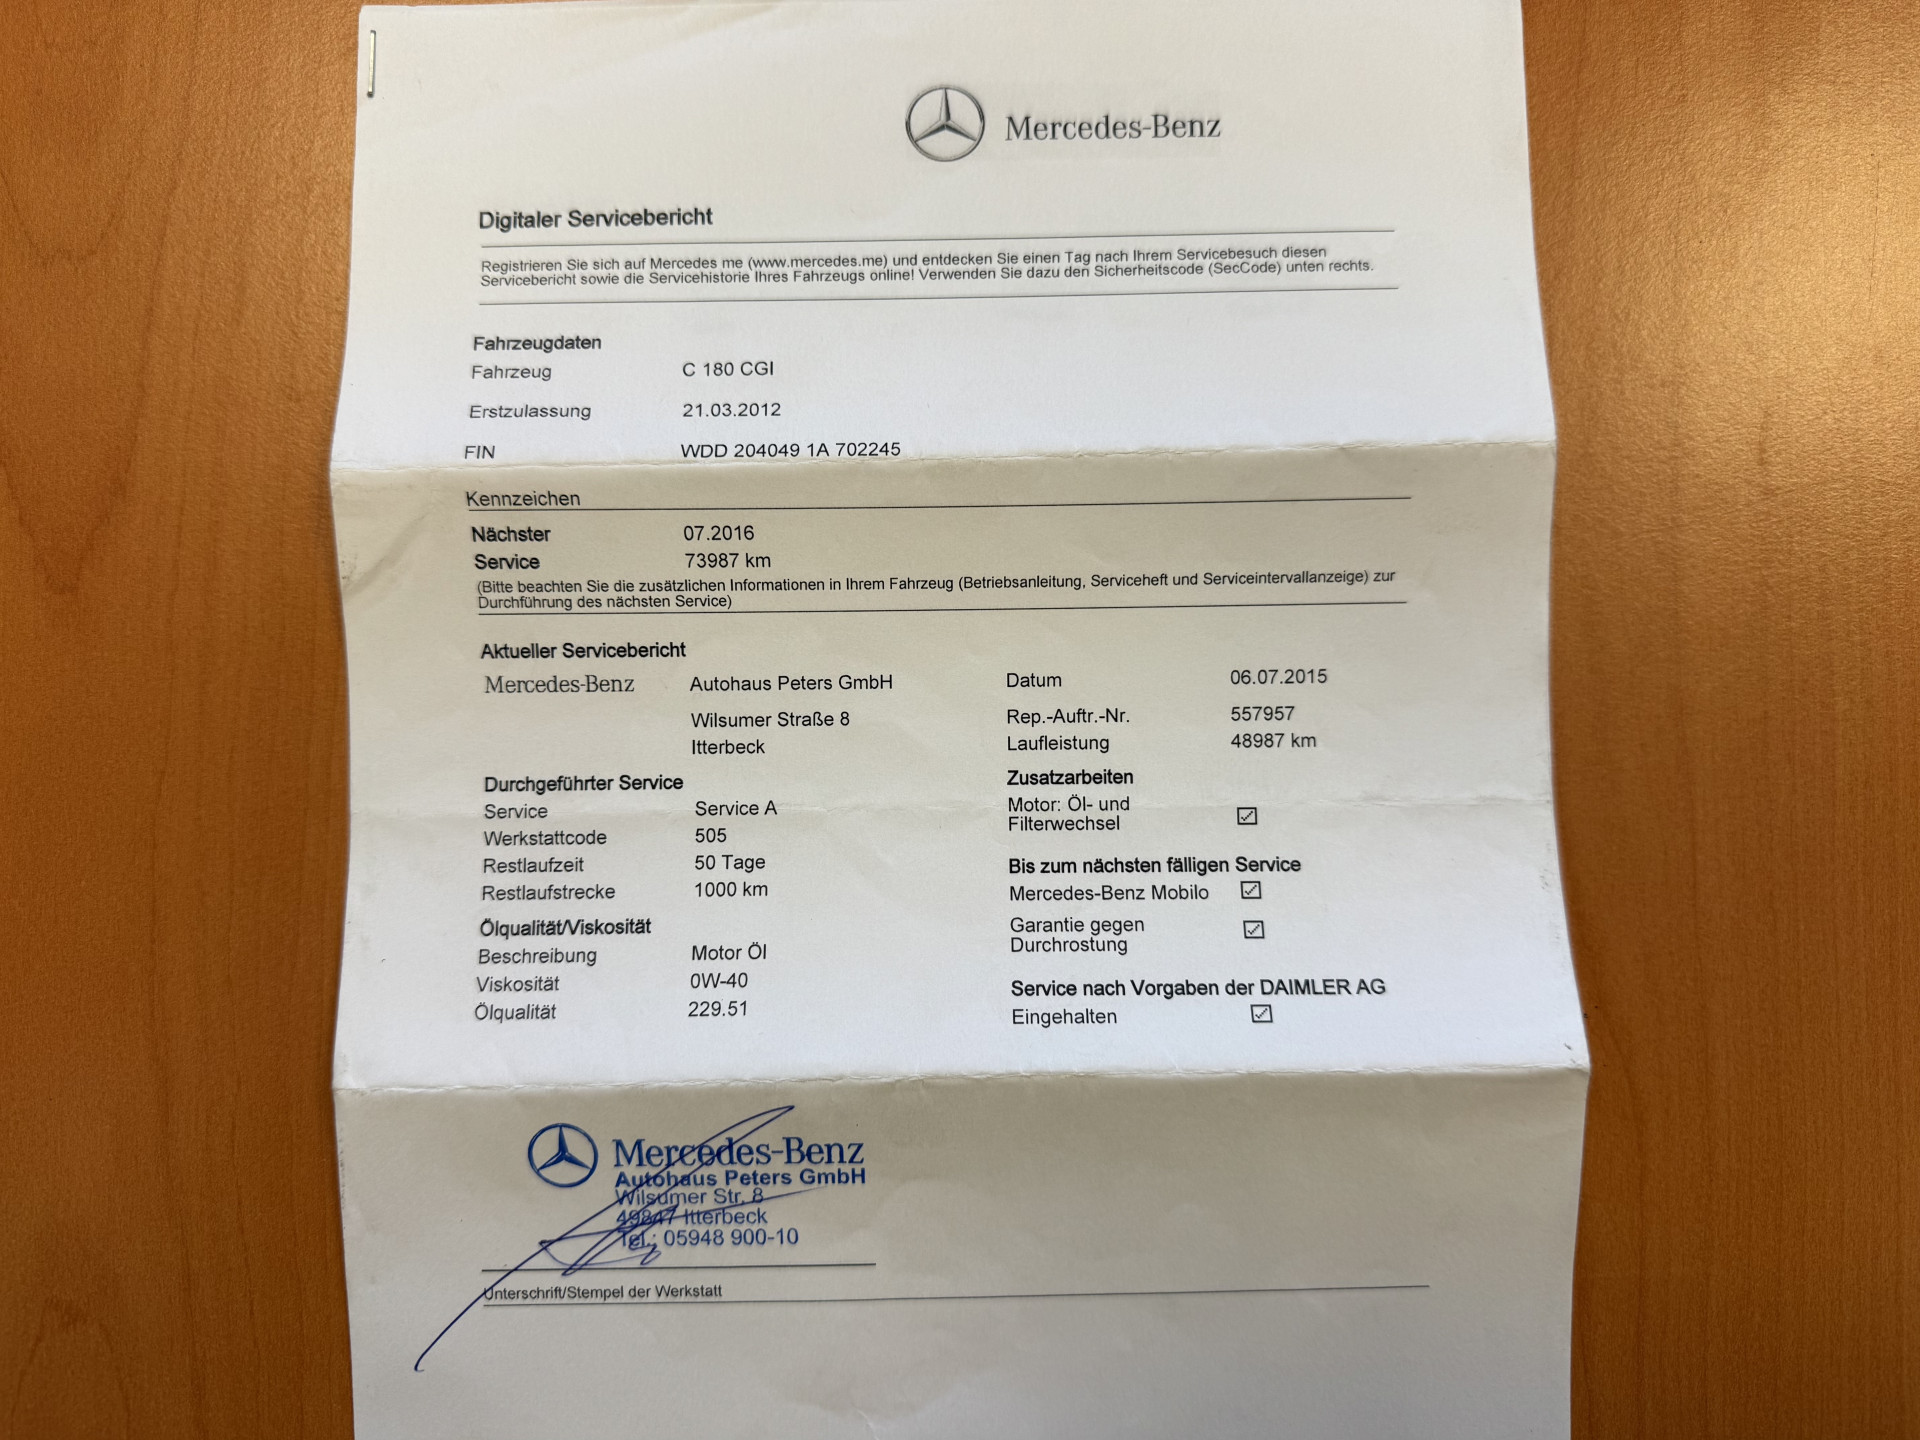 Mercedes-Benz
Digitaler Servicebericht
Registrieren Sie sich auf Mercedes me (www.mercedes.me) und entdecken Sie einen Tag nach Ihrem Servicebesuch diesen
Servicebericht sowie die Servicehistorie Ihres Fahrzeugs online! Verwenden Sie dazu den Sicherheitscode (SecCode) unten rechts.
Fahrzeugdaten
Fahrzeug C 180 CGI
Erstzulassung 21.03.2012
FIN WDD 204049 1A 702245
Kennzeichen
Nächster 07.2016
Service 73987 km
(Bitte beachten Sie die zusätzlichen Informationen in Ihrem Fahrzeug (Betriebsanleitung, Serviceheft und Serviceintervallanzeige) zur
Durchführung des nächsten Service)
Aktueller Servicebericht
Mercedes-Benz Autohaus Peters GmbH
Wilsumer Straße 8
Itterbeck
Datum 06.07.2015
Rep.-Auftr.-Nr. 557957
Laufleistung 48987 km
Durchgeführter Service
Service Service A
Werkstattcode 505
Restlaufzeit 50 Tage
Restlaufstrecke 1000 km
Ölqualität/Viskosität
Beschreibung Motor Öl
Viskosität 0W-40
Ölqualität 229.51
Zusatzarbeiten
Motor: Öl- und
Filterwechsel
Bis zum nächsten fälligen Service
Mercedes-Benz Mobilo
Garantie gegen
Durchrostung
Service nach Vorgaben der DAIMLER AG
Eingehalten
Mercedes-Benz
Autohaus Peters GmbH
Wilsumer Str. 8
49847 Itterbeck
Tel.: 05948 900-10
Unterschrift/Stempel der Werkstatt